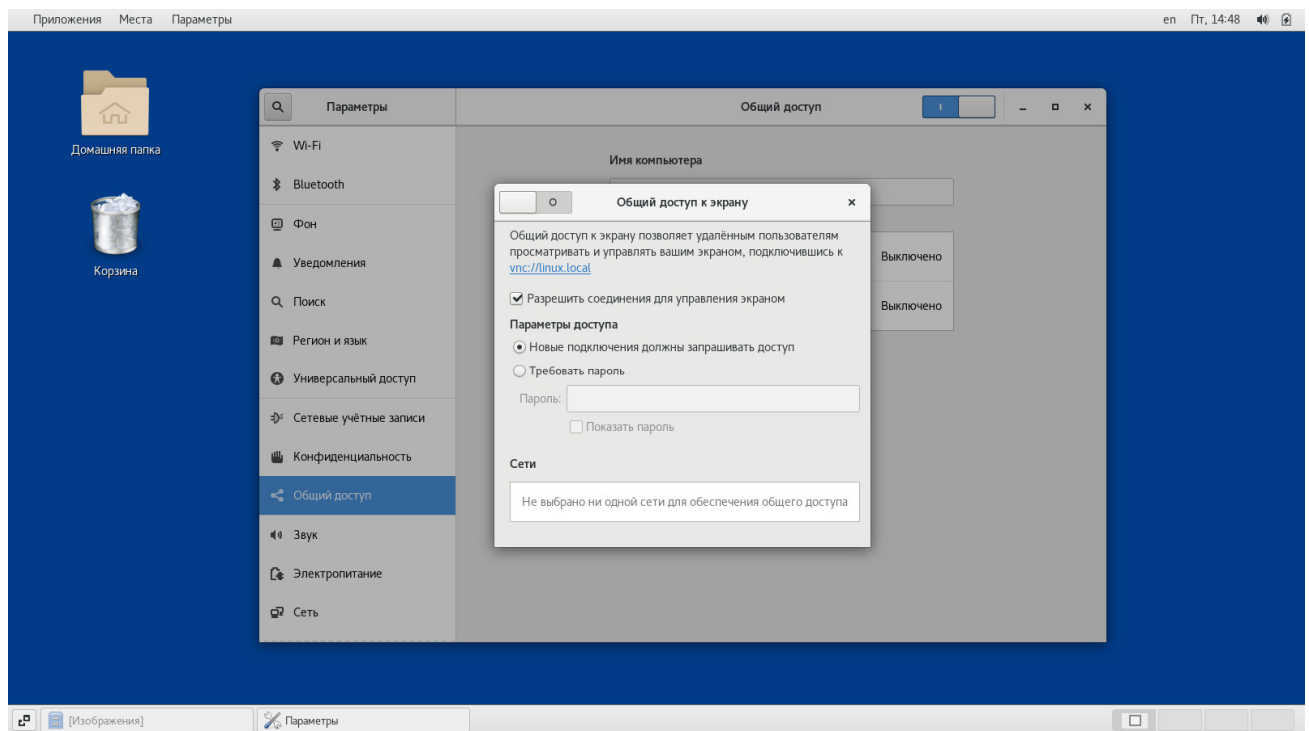 Приложения Места Параметры en Пт, 14:48
Домашняя папка
Корзина
Параметры
Общий доступ
Wi-Fi
Bluetooth
Фон
Уведомления
Поиск
Регион и язык
Универсальный доступ
Сетевые учётные записи
Конфиденциальность
Общий доступ
Звук
Электропитание
Сеть
Имя компьютера
Выключено
Выключено
Общий доступ к экрану
Общий доступ к экрану позволяет удалённым пользователям
просматривать и управлять вашим экраном, подключившись к
vnc://linux.local
Разрешить соединения для управления экраном
Параметры доступа
Новые подключения должны запрашивать доступ
Требовать пароль
Пароль:
Показать пароль
Сети
Не выбрано ни одной сети для обеспечения общего доступа
[Изображения]
Параметры